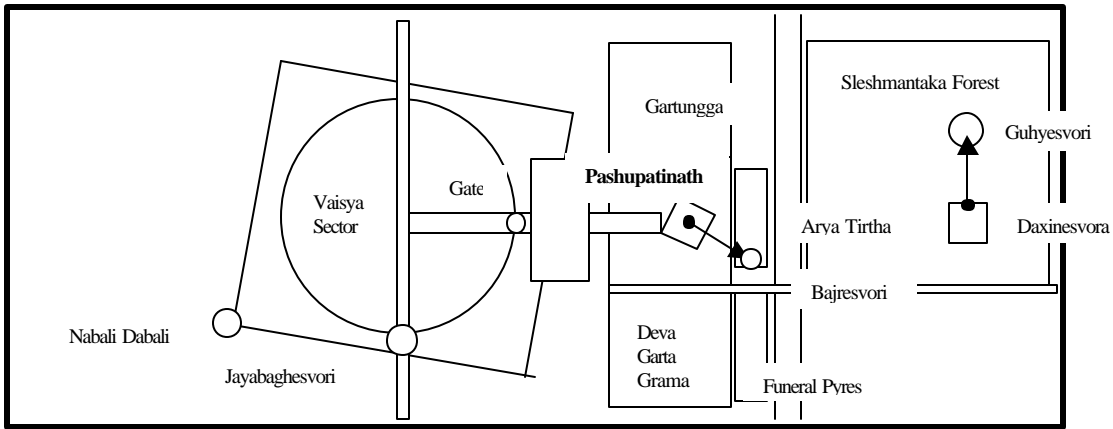 Sleshmantaka Forest
Gartungga
Guhyesvori
Pashupatinath
Gate
Vaisya
Sector
Arya Tirtha
Daxinesvora
Bajresvori
Nabali Dabali
Deva
Garta
Grama
Jayabaghesvori
Funeral Pyres